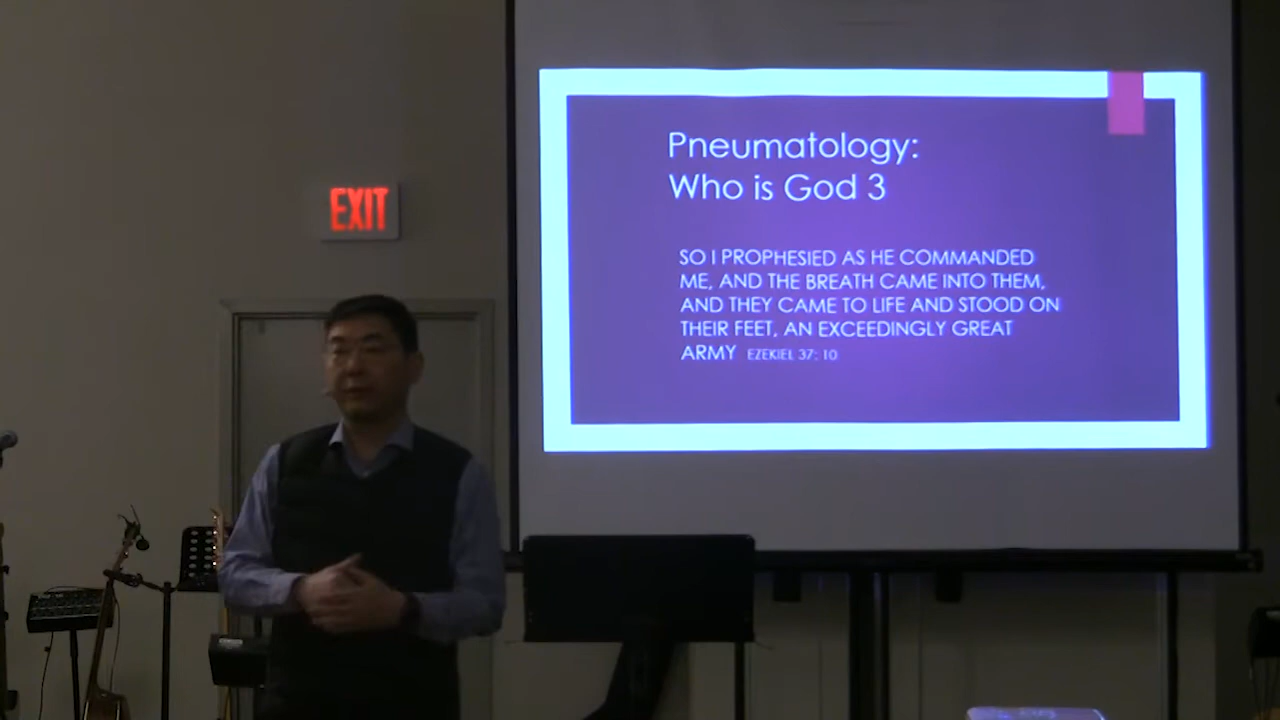 EXIT
Pneumatology:
Who is God 3
SO I PROPHESIED AS HE COMMANDED
ME, AND THE BREATH CAME INTO THEM,
AND THEY CAME TO LIFE AND STOOD ON
THEIR FEET, AN EXCEEDINGLY GREAT
ARMY EZEKIEL 37: 10